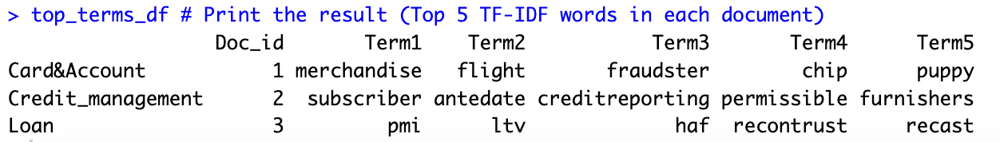 > top_terms_df # Print the result (Top 5 TF-IDF words in each document)
Doc_id Term1 Term2 Term3 Term4 Term5
Card&Account 1 merchandise flight fraudster chip puppy
Credit_management 2 subscriber antedate creditreporting permissible furnishers
Loan 3 pmi ltv haf recontrust recast